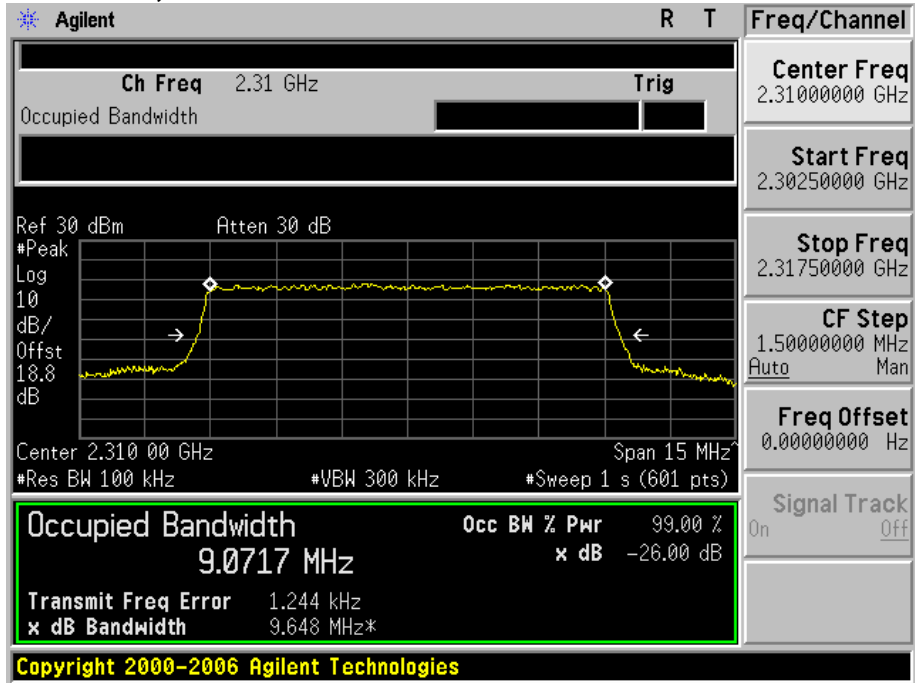 Agilent R T
Ch Freq 2.31 GHz Trig
Occupied Bandwidth
Ref 30 dBm Atten 30 dB
#Peak
Log
10
dB/
Offst
18.8
dB
Center 2.310 00 GHz Span 15 MHz^
#Res BW 100 kHz #VBW 300 kHz #Sweep 1 s (601 pts)
Occupied Bandwidth Occ BW % Pwr 99.00 %
9.0717 MHz x dB -26.00 dB
Transmit Freq Error 1.244 kHz
x dB Bandwidth 9.648 MHz*
Copyright 2000-2006 Agilent Technologies
Freq/Channel
Center Freq
2.31000000 GHz
Start Freq
2.30250000 GHz
Stop Freq
2.31750000 GHz
CF Step
1.50000000 MHz
Auto Man
Freq Offset
0.00000000 Hz
Signal Track
On Off